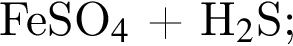 FeSO₄ + H₂S;